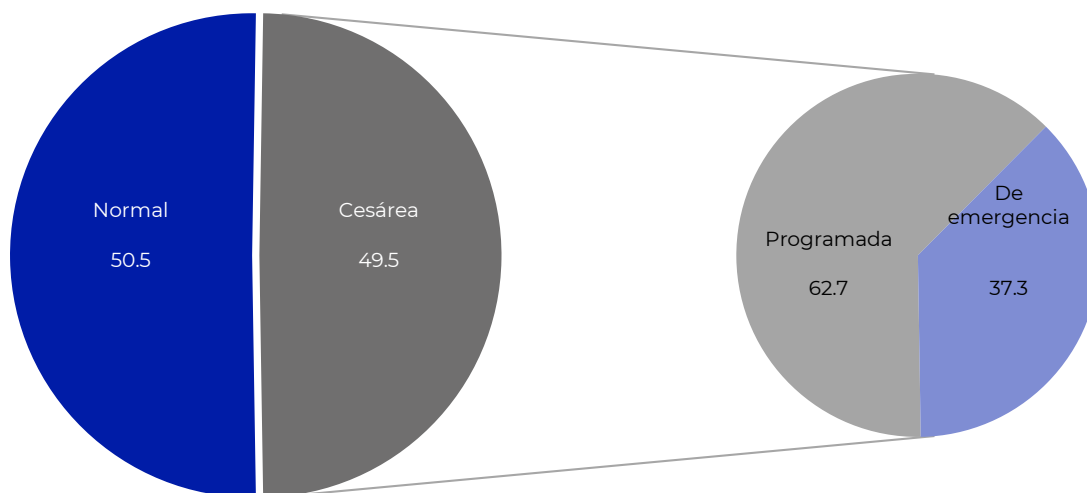 Normal
50.5
Cesárea
49.5
Programada
62.7
De
emergencia
37.3